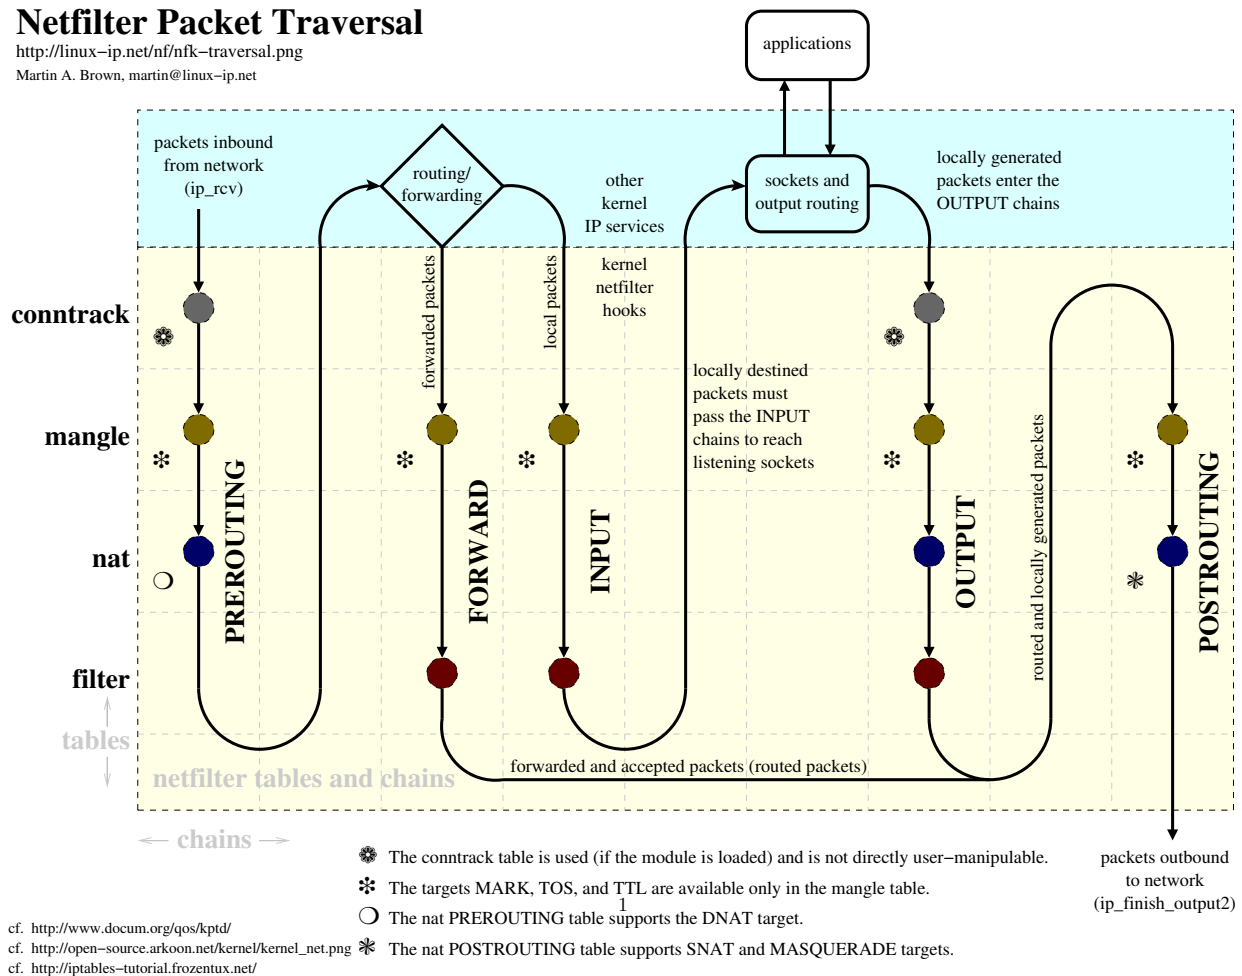 Netfilter Packet Traversal
http://linux−ip.net/nf/nfk−traversal.png
Martin A. Brown, martin@linux−ip.net
applications
packets inbound
from network
(ip_rcv)
routing/
forwarding
other
kernel
IP services
sockets and
output routing
locally generated
packets enter the
OUTPUT chains
kernel
netfilter
hooks
forwarded packets
local packets
conntrack
locally destined
packets must
pass the INPUT
chains to reach
listening sockets
mangle
nat
filter
PREROUTING
FORWARD
INPUT
OUTPUT
routed and locally generated packets
POSTROUTING
tables
netfilter tables and chains
forwarded and accepted packets (routed packets)
chains
packets outbound
to network
(ip_finish_output2)
The conntrack table is used (if the module is loaded) and is not directly user−manipulable.
The targets MARK, TOS, and TTL are available only in the mangle table.
1
The nat PREROUTING table supports the DNAT target.
The nat POSTROUTING table supports SNAT and MASQUERADE targets.
cf. http://www.docum.org/qos/kptd/
cf. http://open−source.arkoon.net/kernel/kernel_net.png
cf. http://iptables−tutorial.frozentux.net/